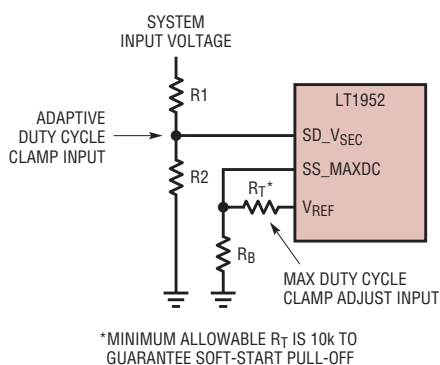 SYSTEM
INPUT VOLTAGE
R1
LT1952
ADAPTIVE
DUTY CYCLE
CLAMP INPUT
SD_VSEC
R2
SS_MAXDC
RT*
VREF
RB
MAX DUTY CYCLE
CLAMP ADJUST INPUT
*MINIMUM ALLOWABLE RT IS 10k TO
GUARANTEE SOFT-START PULL-OFF